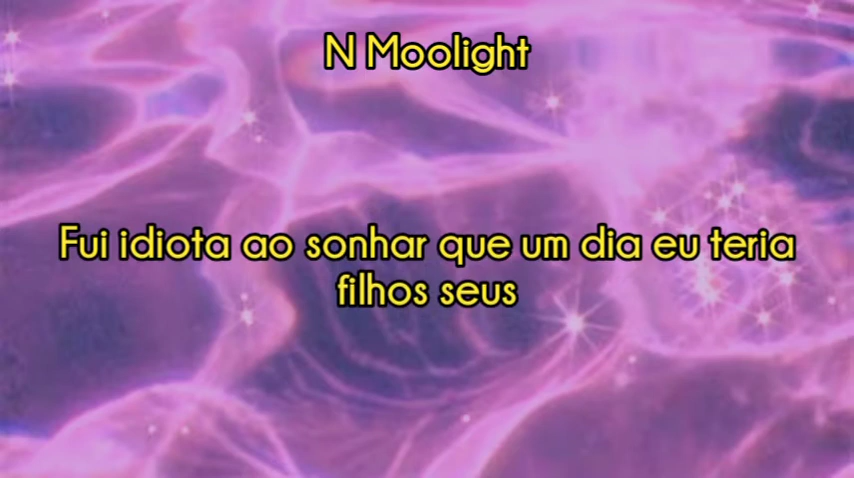 N Moolight
Fui idiota ao sonhar que um dia eu teria
filhos seus